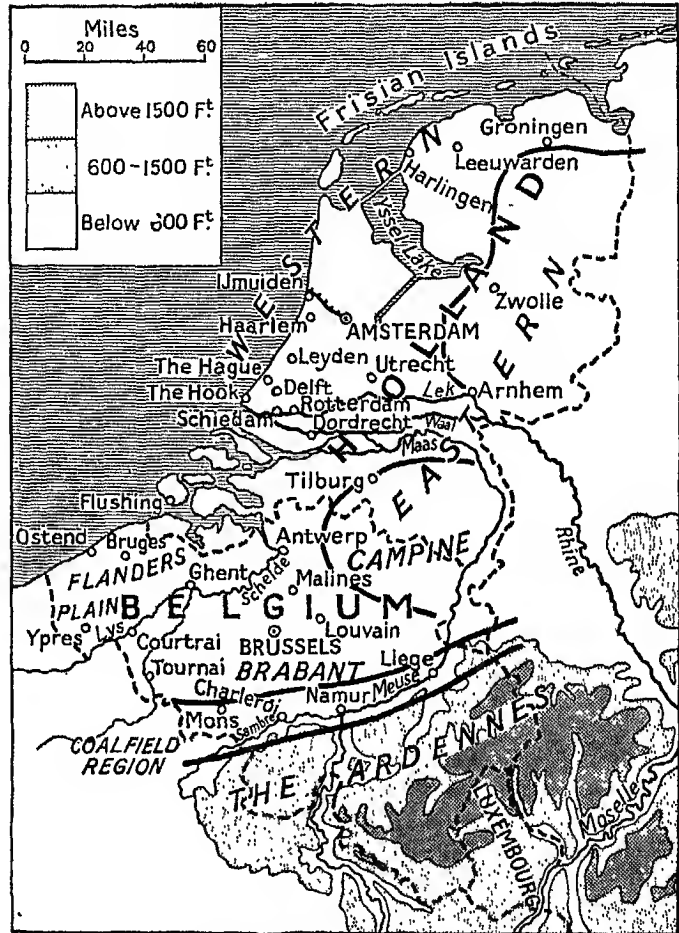 Miles
0 20 40 60
Above 1500 Ft.
600-1500 Ft.
Below 600 Ft.
Frisian Islands
Groningen
Leeuwarden
Harlingen
WESTERN
HOLLAND
EASTERN
Yssel Lake
IJmuiden
Zwolle
Haarlem
AMSTERDAM
Leyden
Utrecht
The Hague
Delft
Lek
Arnhem
The Hook
Rotterdam
Schiedam
Dordrecht
Waal
Maas
Tilburg
Flushing
Rhine
Ostend
Bruges
Antwerp
CAMPINE
FLANDERS
Ghent
Schelde
Malines
PLAIN
BELGIUM
Ypres
Lys
Courtrai
BRUSSELS
Louvain
Tournai
BRABANT
Liege
Charleroi
Namur
Meuse
Mons
Sambre
COALFIELD
REGION
THE ARDENNES
LUXEMBOURG
Moselle